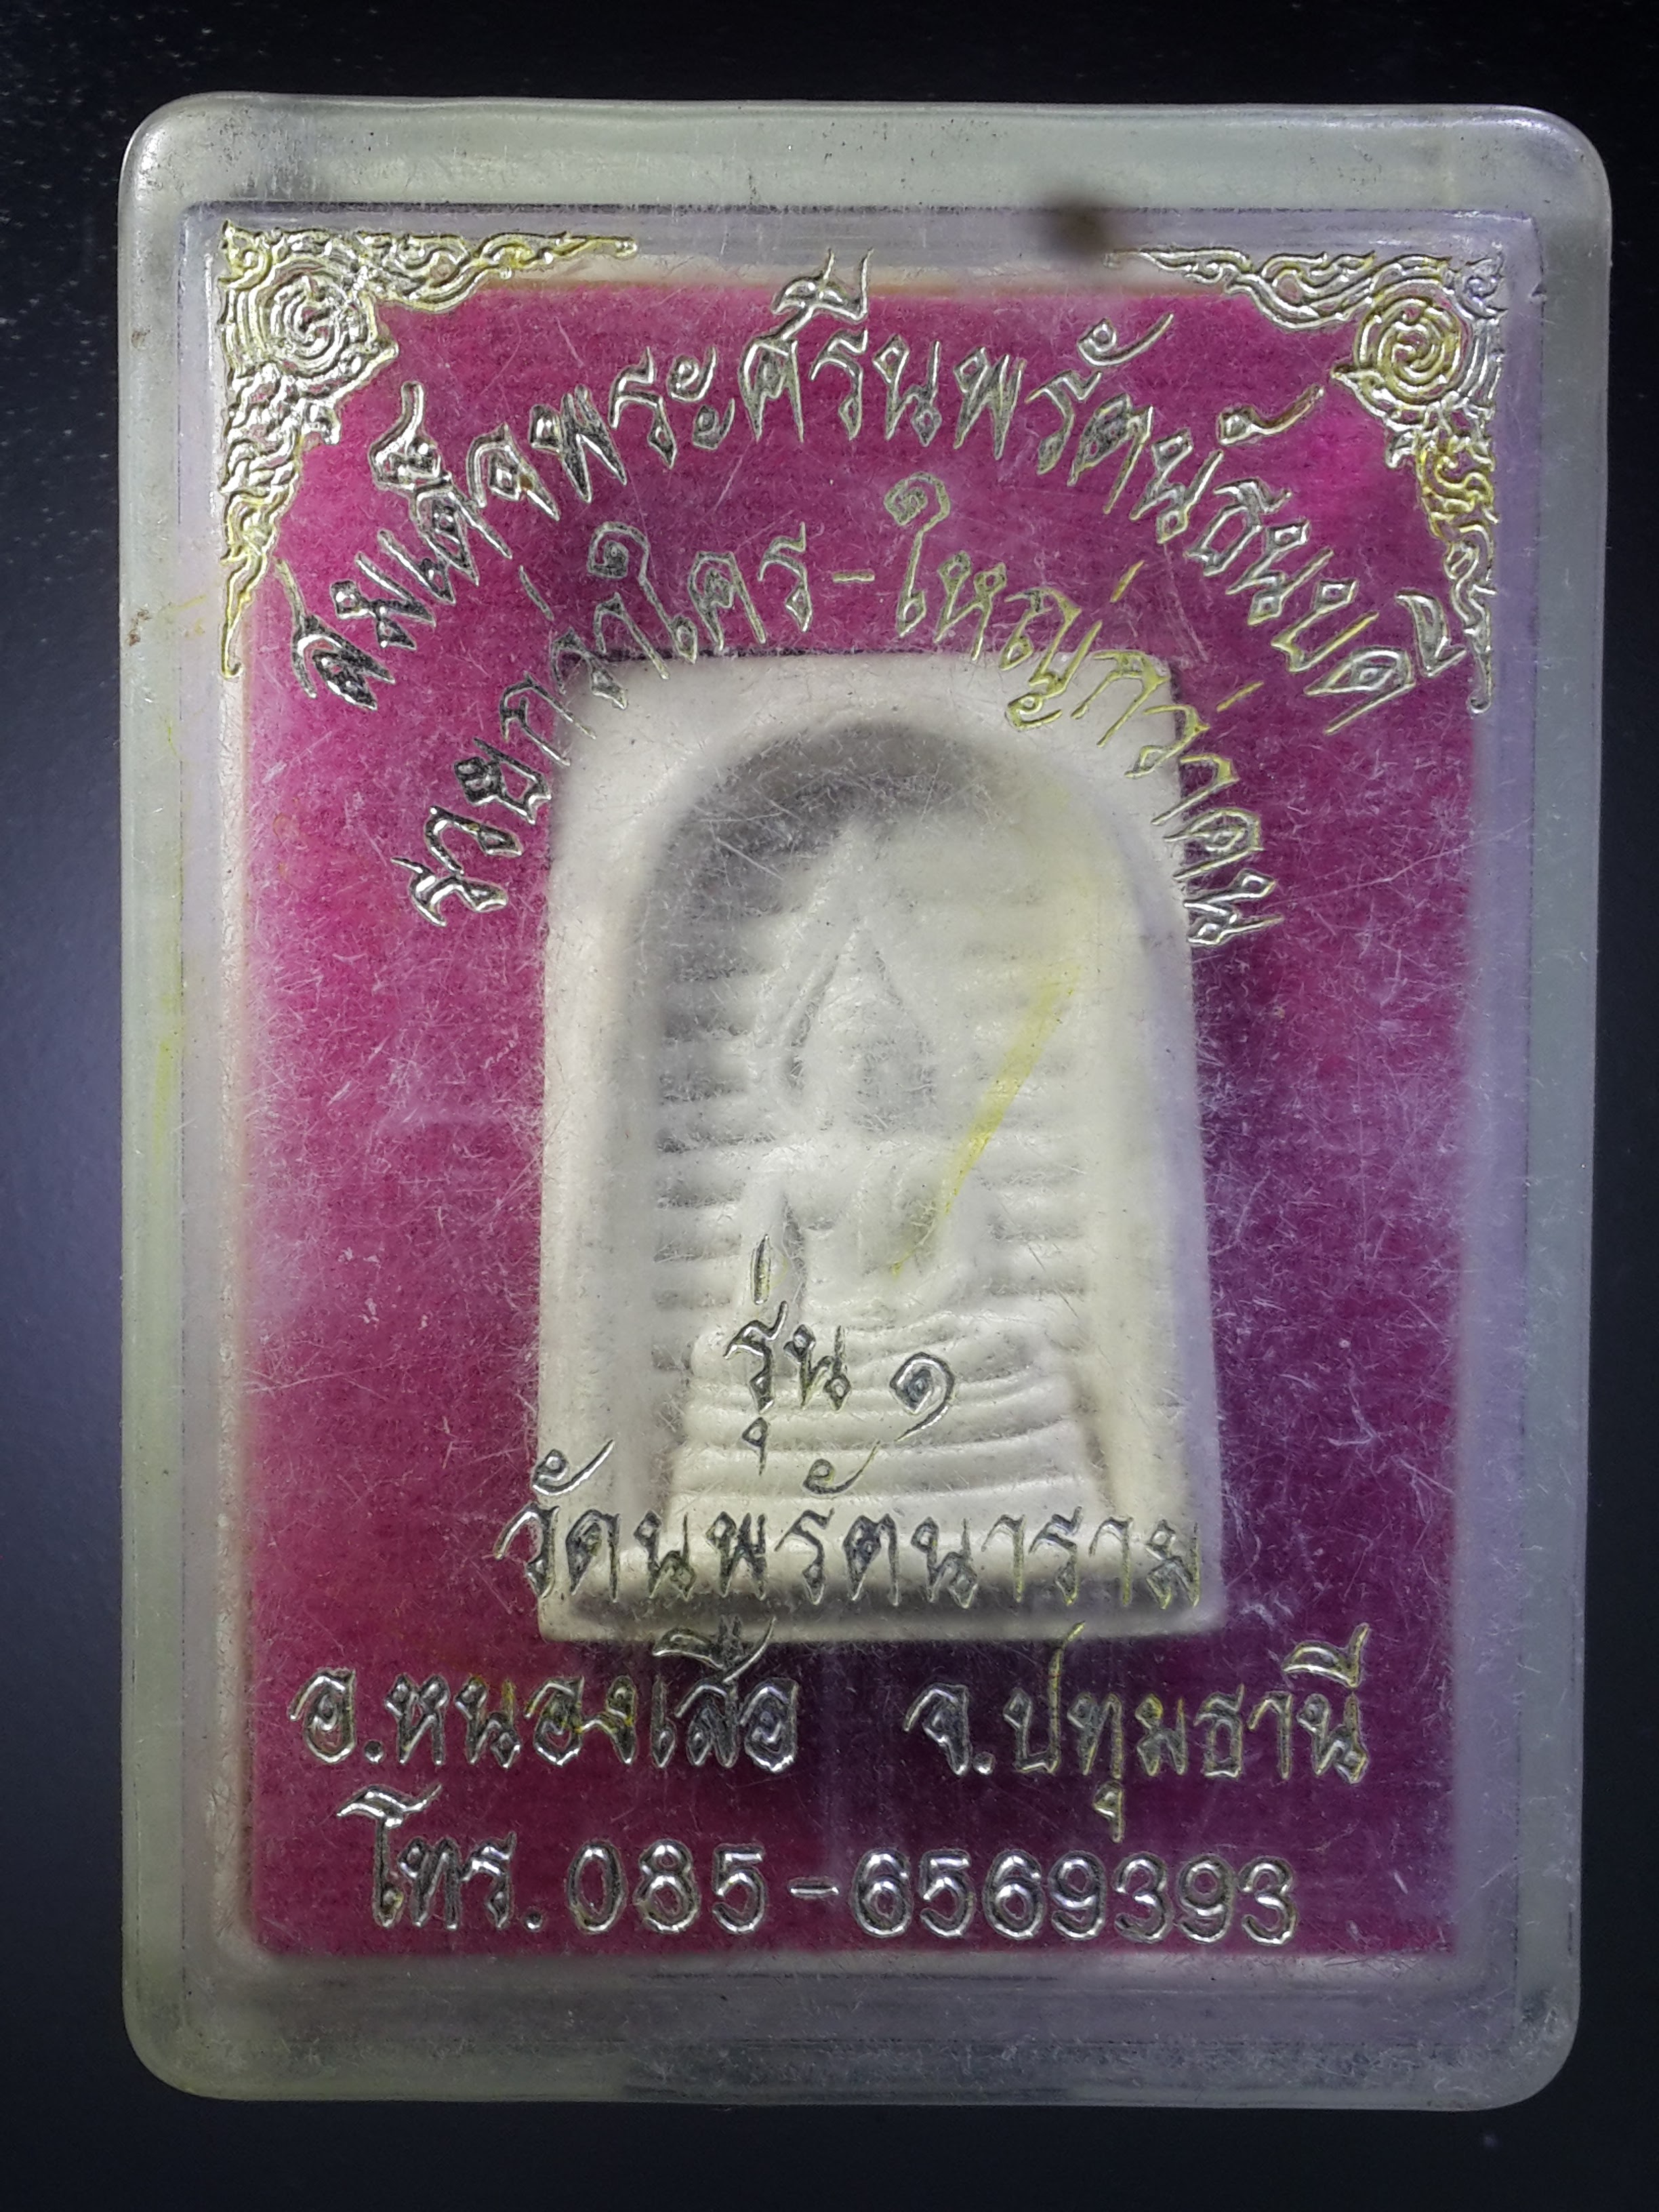 สมเด็จพระศรีนพรัตนธันบดี
รวยกว่าใคร-ใหญ่กว่าคน
รุ่น ๑
วัดนพรัตนาราม
อ.หนองเสือ จ.ปทุมธานี
โทร.085-6569393